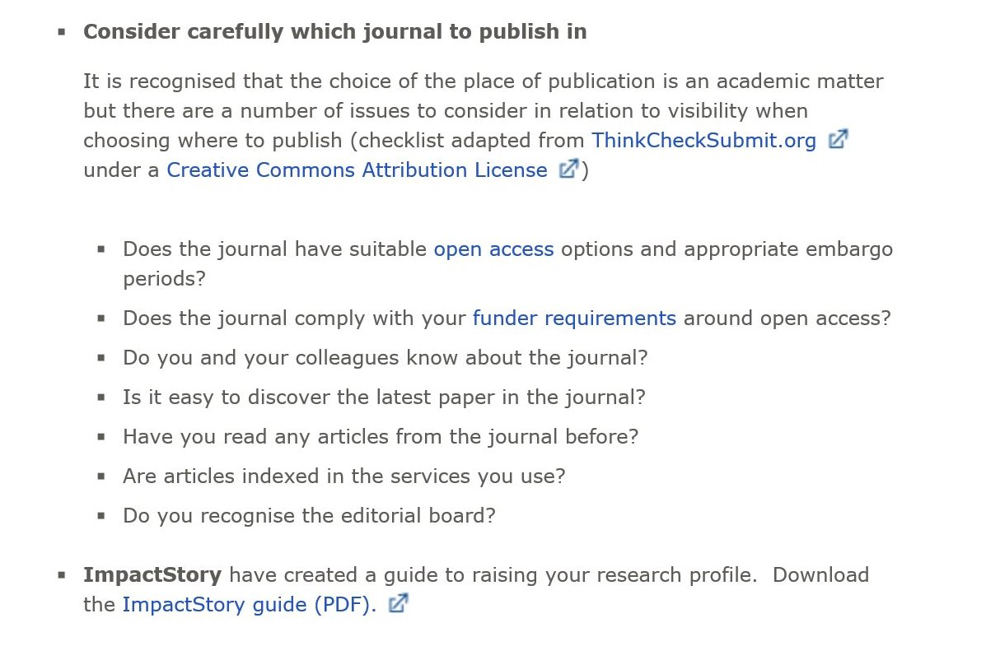 ▪ Consider carefully which journal to publish in
It is recognised that the choice of the place of publication is an academic matter
but there are a number of issues to consider in relation to visibility when
choosing where to publish (checklist adapted from ThinkCheckSubmit.org
under a Creative Commons Attribution License )
▪ Does the journal have suitable open access options and appropriate embargo
periods?
▪ Does the journal comply with your funder requirements around open access?
▪ Do you and your colleagues know about the journal?
▪ Is it easy to discover the latest paper in the journal?
▪ Have you read any articles from the journal before?
▪ Are articles indexed in the services you use?
▪ Do you recognise the editorial board?
▪ ImpactStory have created a guide to raising your research profile.  Download
the ImpactStory guide (PDF).